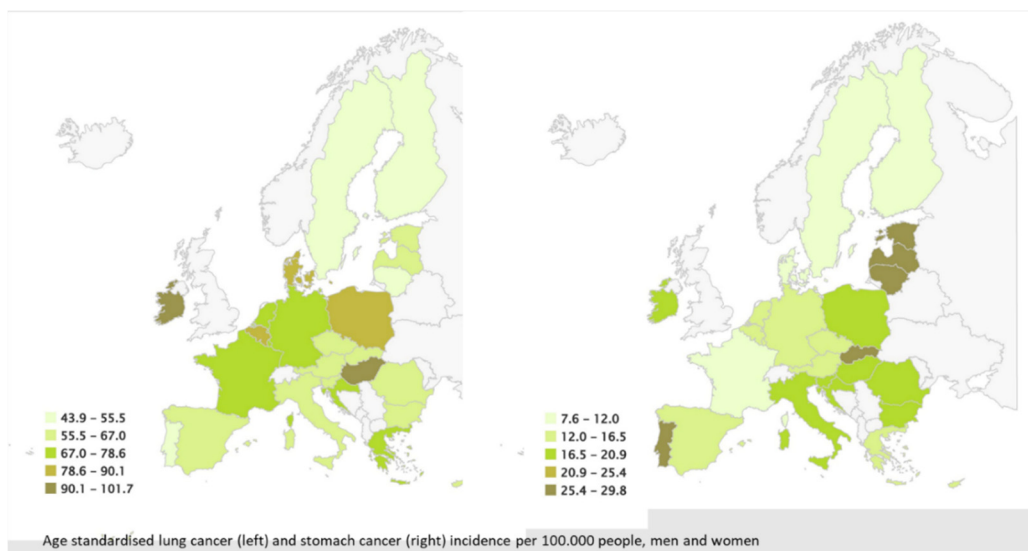 43.9 – 55.5
55.5 – 67.0
67.0 – 78.6
78.6 – 90.1
90.1 – 101.7
7.6 – 12.0
12.0 – 16.5
16.5 – 20.9
20.9 – 25.4
25.4 – 29.8
Age standardised lung cancer (left) and stomach cancer (right) incidence per 100.000 people, men and women